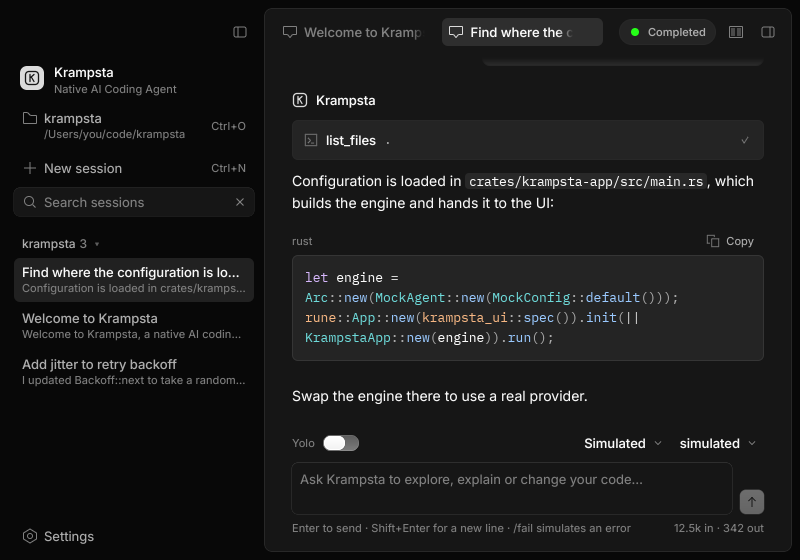 Krampsta
Native AI Coding Agent
krampsta
/Users/you/code/krampsta
Ctrl+O
New session
Ctrl+N
Search sessions
krampsta 3
Find where the configuration is lo...
Configuration is loaded in crates/kramps...
Welcome to Krampsta
Welcome to Krampsta, a native AI codin...
Add jitter to retry backoff
I updated Backoff::next to take a random...
Settings
Welcome to Kramp
Find where the c
Completed
Krampsta
list_files .
Configuration is loaded in crates/krampsta-app/src/main.rs, which
builds the engine and hands it to the UI:
rust
Copy
let engine =
Arc::new(MockAgent::new(MockConfig::default()));
rune::App::new(krampsta_ui::spec()).init(||
KrampstaApp::new(engine)).run();
Swap the engine there to use a real provider.
Yolo
Simulated
simulated
Ask Krampsta to explore, explain or change your code...
Enter to send · Shift+Enter for a new line · /fail simulates an error
12.5k in · 342 out